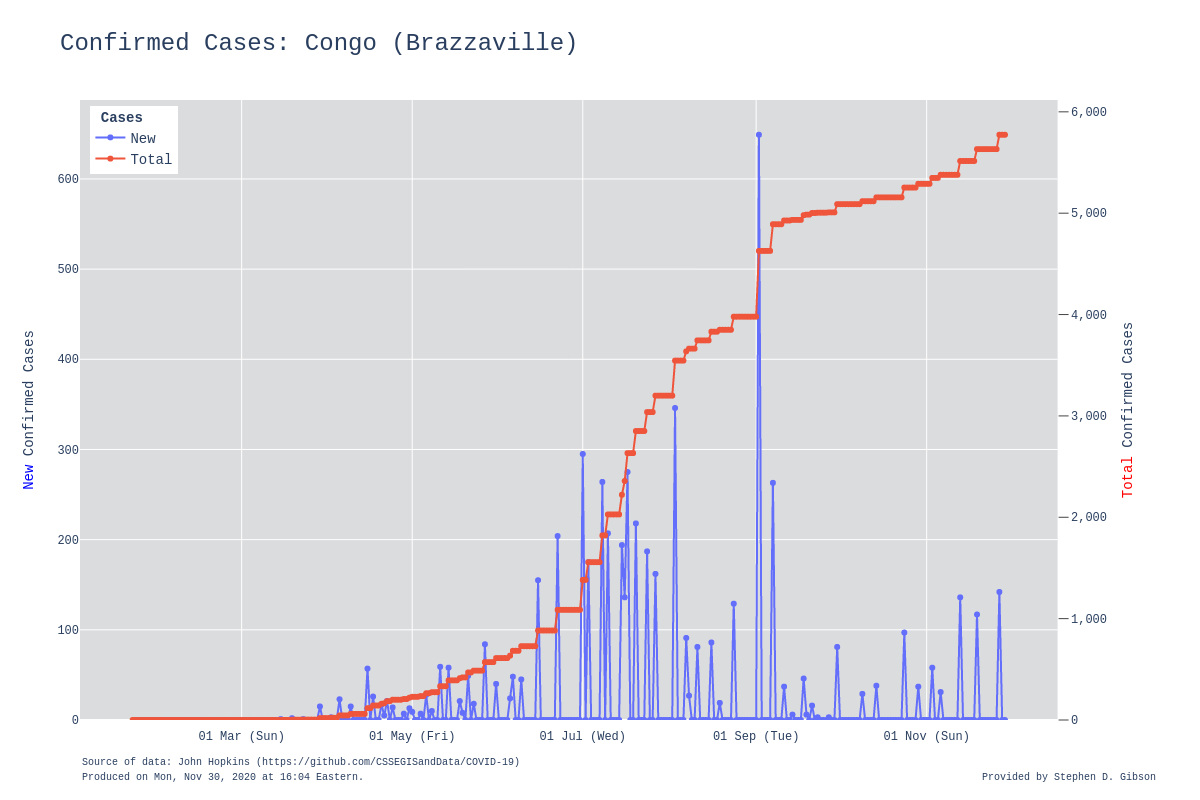 Confirmed Cases: Congo (Brazzaville)
Cases
New
Total
6,000
5,000
4,000
3,000
2,000
1,000
0
600
500
400
300
200
100
0
New Confirmed Cases
Total Confirmed Cases
01 Mar (Sun)
01 May (Fri)
01 Jul (Wed)
01 Sep (Tue)
01 Nov (Sun)
Source of data: John Hopkins (https://github.com/CSSEGISandData/COVID-19)
Produced on Mon, Nov 30, 2020 at 16:04 Eastern.
Provided by Stephen D. Gibson